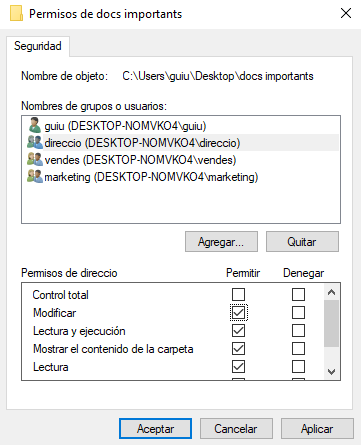 Permisos de docs importants
Seguridad
Nombre de objeto: C:\Users\guiu\Desktop\docs importants
Nombres de grupos o usuarios:
guiu (DESKTOP-NOMVKO4\guiu)
direccio (DESKTOP-NOMVKO4\direccio)
vendes (DESKTOP-NOMVKO4\vendes)
marketing (DESKTOP-NOMVKO4\marketing)
Agregar... Quitar
Permisos de direccio Permitir Denegar
Control total
Modificar
Lectura y ejecución
Mostrar el contenido de la carpeta
Lectura
Aceptar Cancelar Aplicar